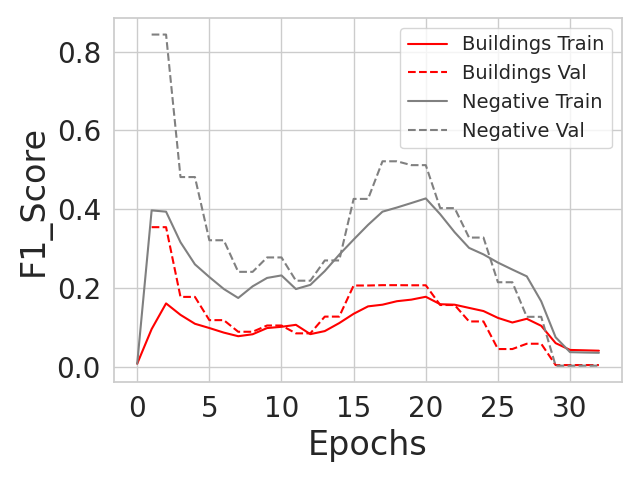 F1_Score
0.8
0.6
0.4
0.2
0.0
Buildings Train
Buildings Val
Negative Train
Negative Val
0 5 10 15 20 25 30
Epochs